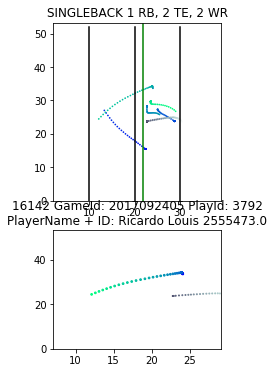 SINGLEBACK 1 RB, 2 TE, 2 WR
50
40
30
20
10
0
10 20 30
16142 GameId: 2017092405 PlayId: 3792
PlayerName + ID: Ricardo Louis 2555473.0
40
20
0
10 15 20 25